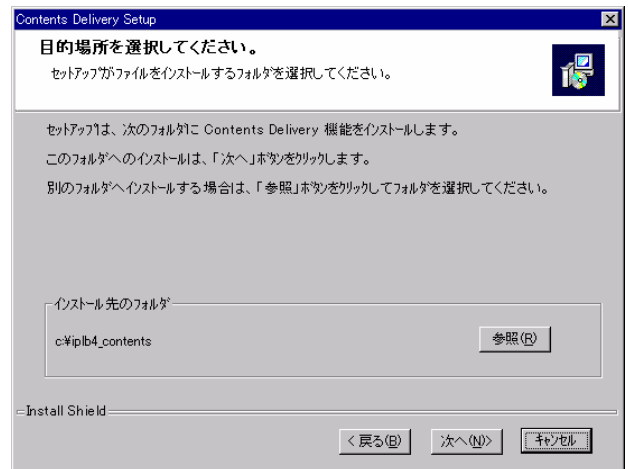 Contents Delivery Setup
目的場所を選択してください。
ｾｯﾄｱｯﾌﾟがﾌｧｲﾙをｲﾝｽﾄｰﾙするﾌｫﾙﾀﾞを選択してください。
ｾｯﾄｱｯﾌﾟは、次のﾌｫﾙﾀﾞに Contents Delivery 機能をｲﾝｽﾄｰﾙします。
このﾌｫﾙﾀﾞへのｲﾝｽﾄｰﾙは、「次へ」ﾎﾞﾀﾝをｸﾘｯｸします。
別のﾌｫﾙﾀﾞへｲﾝｽﾄｰﾙする場合は、「参照」ﾎﾞﾀﾝをｸﾘｯｸしてﾌｫﾙﾀﾞを選択してください。
ｲﾝｽﾄｰﾙ先のﾌｫﾙﾀﾞ
c:¥iplb4_contents
参照(R)
Install Shield
< 戻る(B)
次へ(N)>
ｷｬﾝｾﾙ